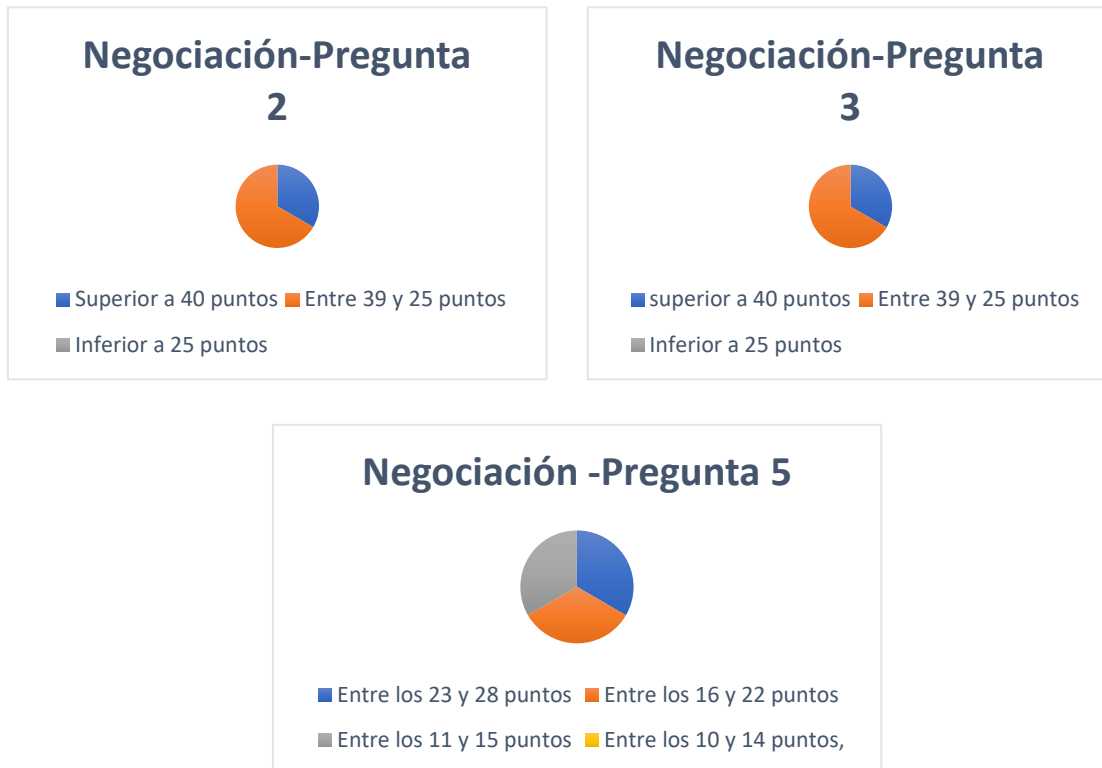 Negociación-Pregunta
2
Superior a 40 puntos Entre 39 y 25 puntos
Inferior a 25 puntos
Negociación-Pregunta
3
superior a 40 puntos Entre 39 y 25 puntos
Inferior a 25 puntos
Negociación -Pregunta 5
Entre los 23 y 28 puntos Entre los 16 y 22 puntos
Entre los 11 y 15 puntos Entre los 10 y 14 puntos,